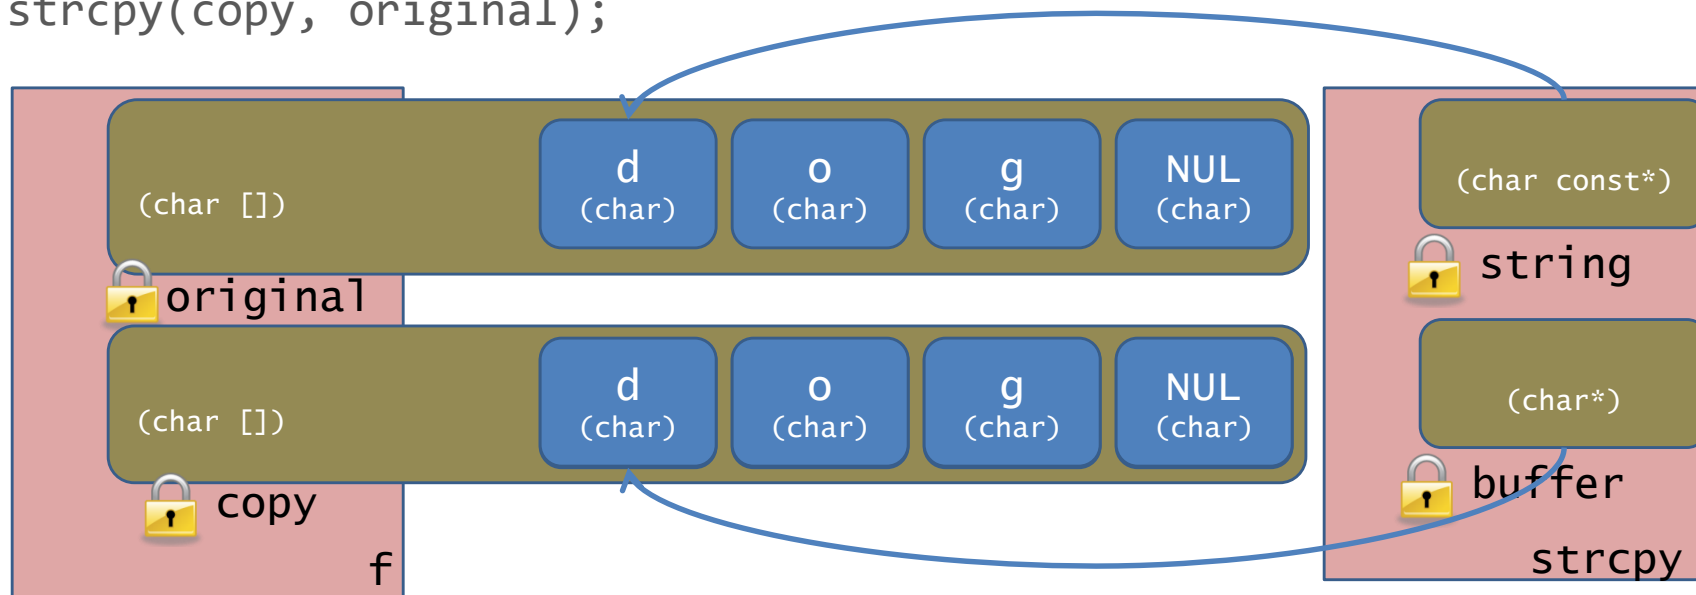 strcpy(copy, original);
d o g NUL
(char []) (char) (char) (char) (char)
original
d o g NUL
(char []) (char) (char) (char) (char)
copy
f
(char const*)
string
(char*)
buffer
strcpy